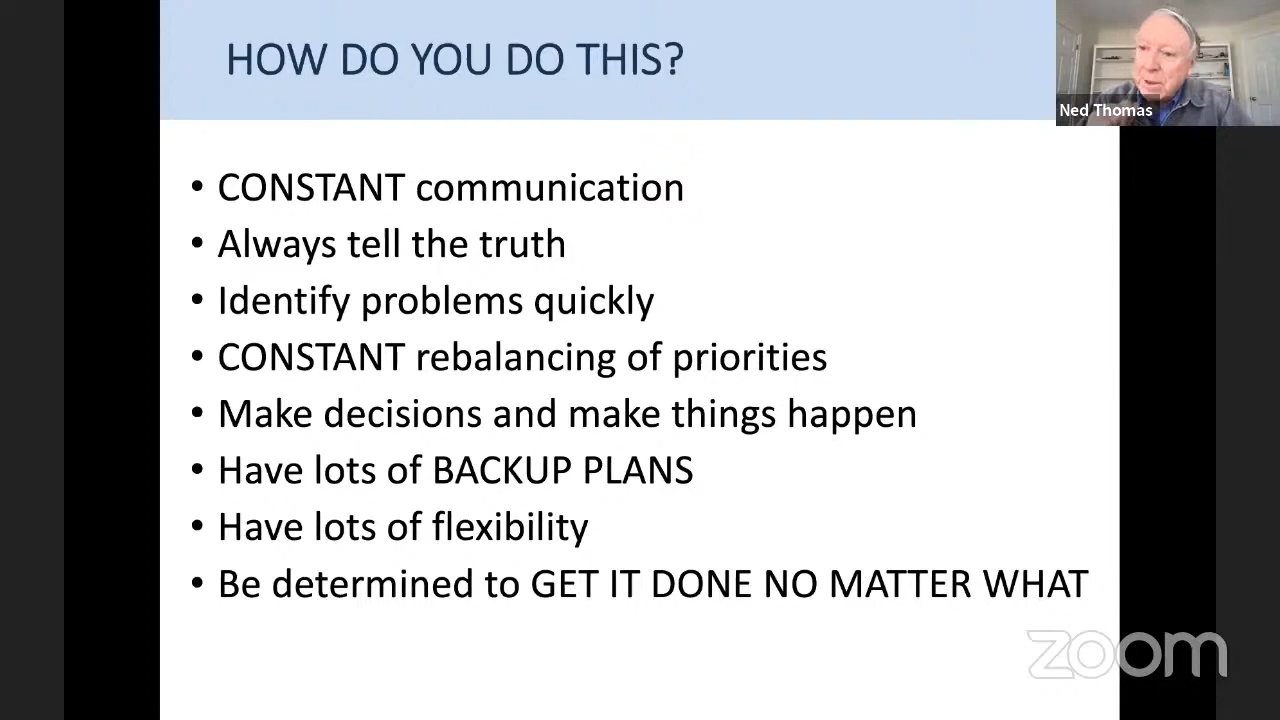 HOW DO YOU DO THIS?
Ned Thomas
• CONSTANT communication
• Always tell the truth
• Identify problems quickly
• CONSTANT rebalancing of priorities
• Make decisions and make things happen
• Have lots of BACKUP PLANS
• Have lots of flexibility
• Be determined to GET IT DONE NO MATTER WHAT
zoom